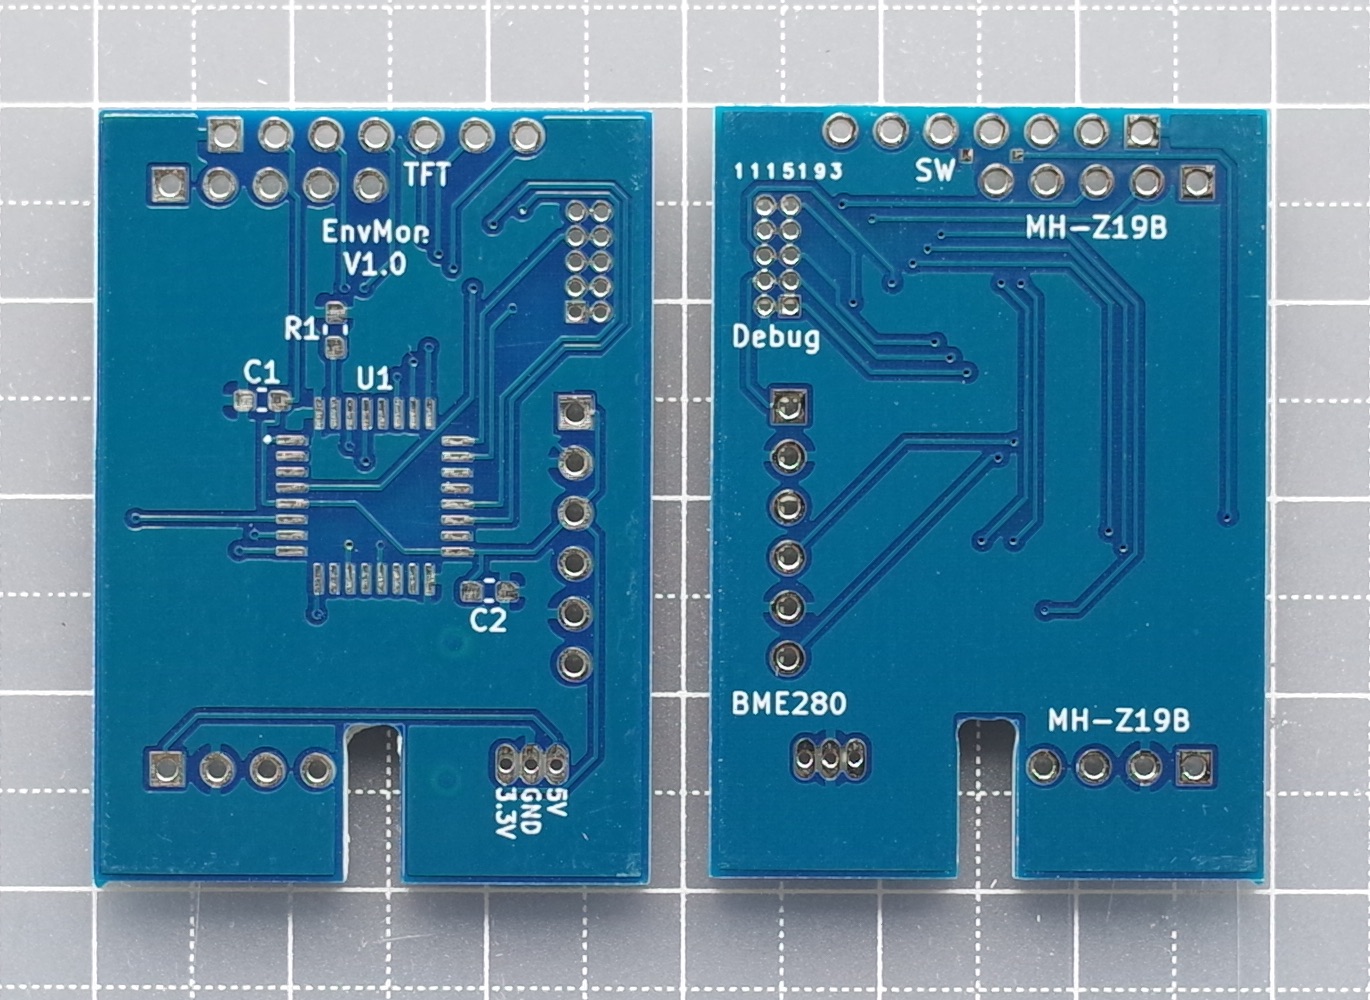 TFT
EnvMon
V1.0
R1
C1
U1
C2
5V
GND
3.3V
1115193
SW
MH-Z19B
Debug
BME280
MH-Z19B